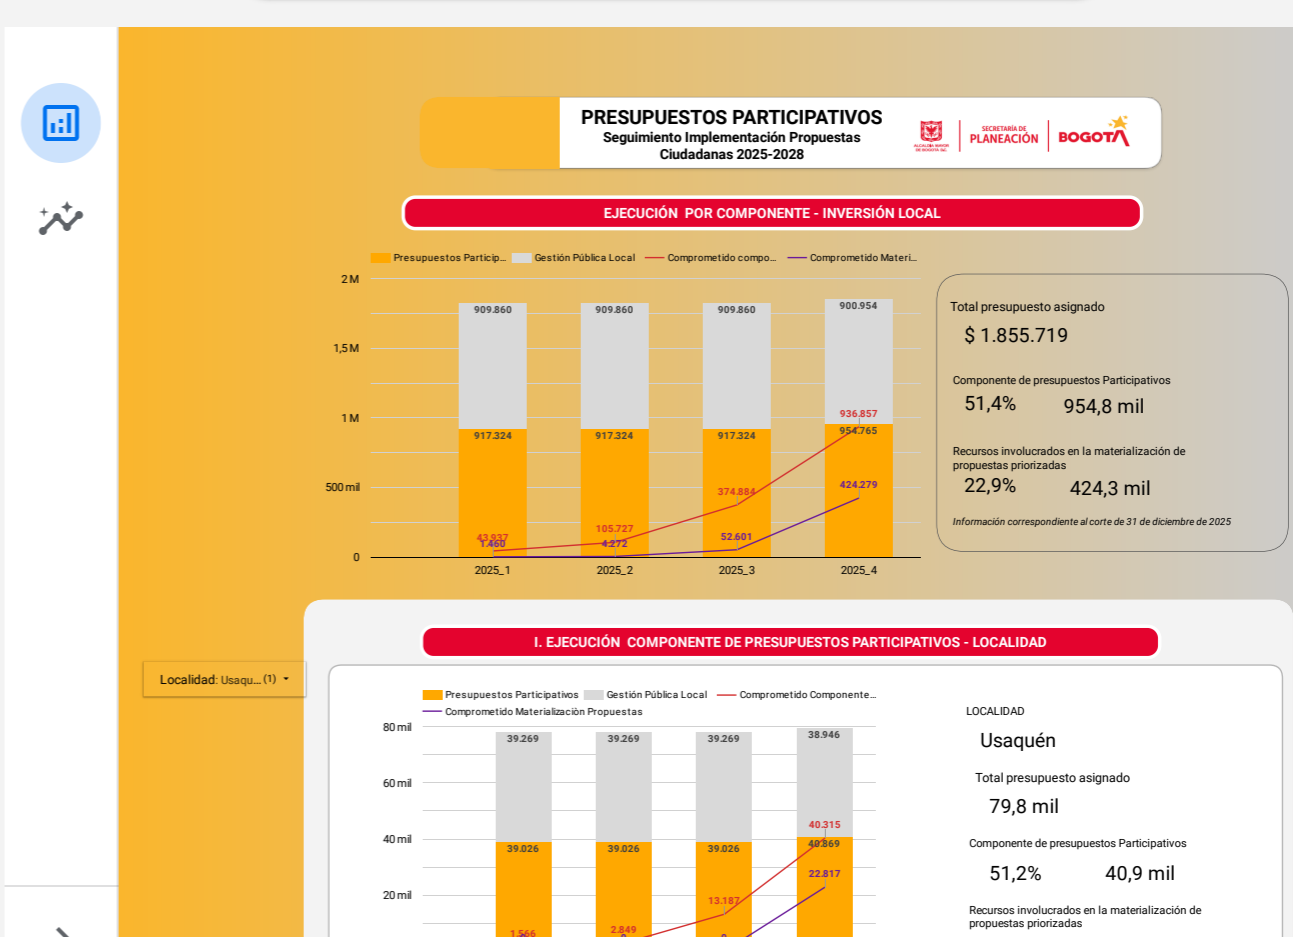 PRESUPUESTOS PARTICIPATIVOS
Seguimiento Implementación Propuestas
Ciudadanas 2025-2028
ALCALDÍA MAYOR
DE BOGOTÁ D.C.
SECRETARÍA DE
PLANEACIÓN
BOGOTÁ
EJECUCIÓN POR COMPONENTE - INVERSIÓN LOCAL
Presupuestos Particip... Gestión Pública Local Comprometido compo... Comprometido Materi...
2 M
1,5 M
1 M
500 mil
0
909.860 909.860 909.860 900.954
917.324 917.324 917.324 954.765
43.937 105.727 374.884 936.857
1.460 4.272 52.601 424.279
2025_1 2025_2 2025_3 2025_4
Total presupuesto asignado
$ 1.855.719
Componente de presupuestos Participativos
51,4% 954,8 mil
Recursos involucrados en la materialización de
propuestas priorizadas
22,9% 424,3 mil
Información correspondiente al corte de 31 de diciembre de 2025
I. EJECUCIÓN COMPONENTE DE PRESUPUESTOS PARTICIPATIVOS - LOCALIDAD
Localidad: Usaqu... (1)
Presupuestos Participativos Gestión Pública Local Comprometido Componente...
Comprometido Materialización Propuestas
80 mil
60 mil
40 mil
20 mil
39.269 39.269 39.269 38.946
39.026 39.026 39.026 40.869
1.566 2.849 13.187 40.315
22.817
LOCALIDAD
Usaquén
Total presupuesto asignado
79,8 mil
Componente de presupuestos Participativos
51,2% 40,9 mil
Recursos involucrados en la materialización de
propuestas priorizadas